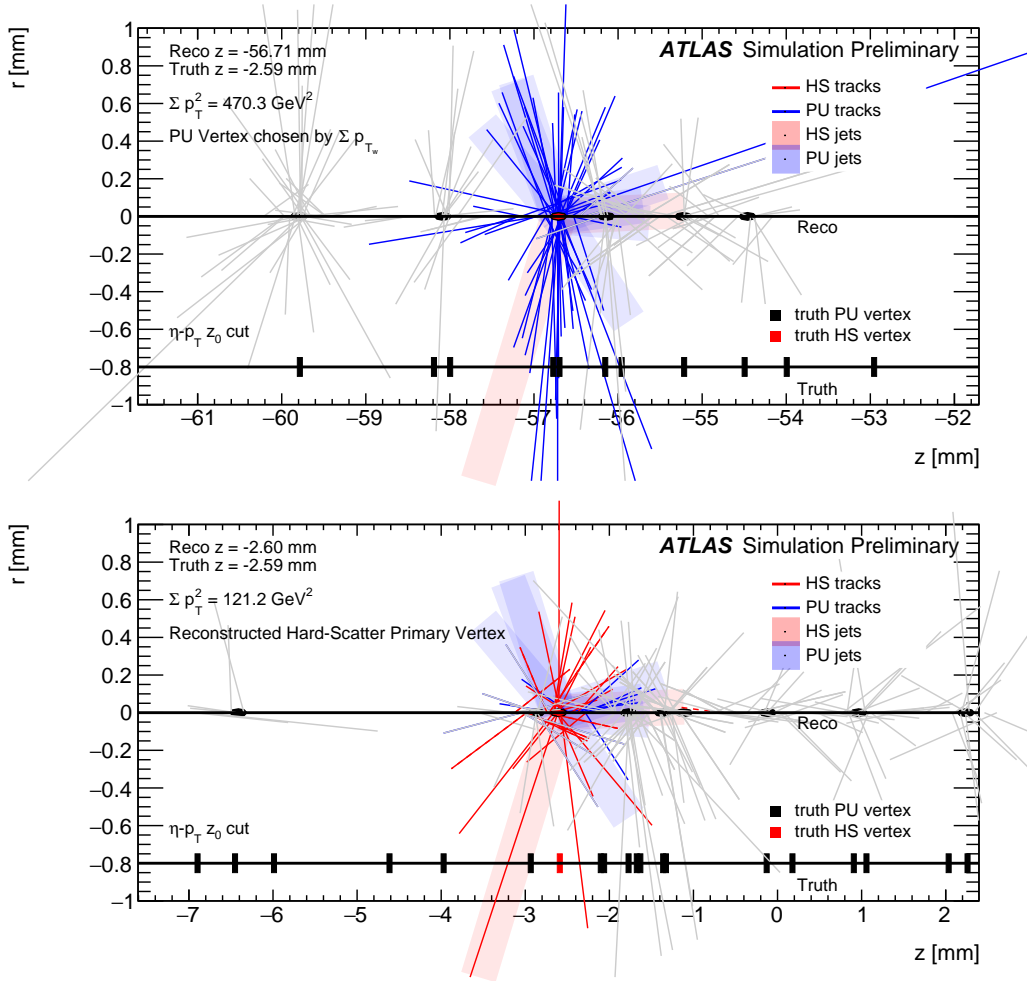 r [mm]
1
Reco z = -56.71 mm
Truth z = -2.59 mm
ATLAS Simulation Preliminary
0.8
Σ p_T^2 = 470.3 GeV^2
HS tracks
0.6
PU tracks
PU Vertex chosen by Σ p_{T_w}
HS jets
0.4
PU jets
0.2
0
Reco
−0.2
−0.4
truth PU vertex
−0.6
η-p_T z_0 cut
truth HS vertex
−0.8
Truth
−1
−61 −60 −59 −58 −57 −56 −55 −54 −53 −52
z [mm]
r [mm]
1
Reco z = -2.60 mm
Truth z = -2.59 mm
ATLAS Simulation Preliminary
0.8
Σ p_T^2 = 121.2 GeV^2
HS tracks
0.6
PU tracks
Reconstructed Hard-Scatter Primary Vertex
HS jets
0.4
PU jets
0.2
0
Reco
−0.2
−0.4
truth PU vertex
−0.6
η-p_T z_0 cut
truth HS vertex
−0.8
Truth
−1
−7 −6 −5 −4 −3 −2 −1 0 1 2
z [mm]